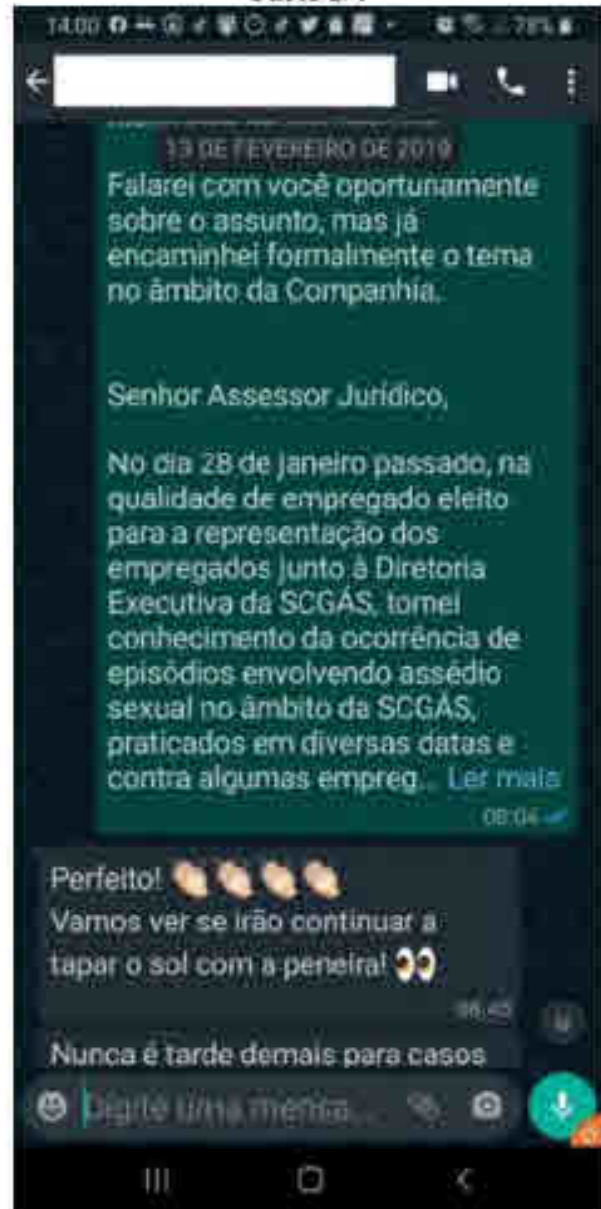 14:00
78%
13 DE FEVEREIRO DE 2019
Falarei com você oportunamente
sobre o assunto, mas já
encaminhei formalmente o tema
no âmbito da Companhia.
Senhor Assessor Jurídico,
No dia 28 de janeiro passado, na
qualidade de empregado eleito
para a representação dos
empregados junto à Diretoria
Executiva da SCGÁS, tomei
conhecimento da ocorrência de
episódios envolvendo assédio
sexual no âmbito da SCGÁS,
praticados em diversas datas e
contra algumas empreg... Ler mais
08:04
Perfeito! 👏🏻👏🏻👏🏻👏🏻
Vamos ver se irão continuar a
tapar o sol com a peneira! 👀
Nunca é tarde demais para casos
Digite uma mensa...